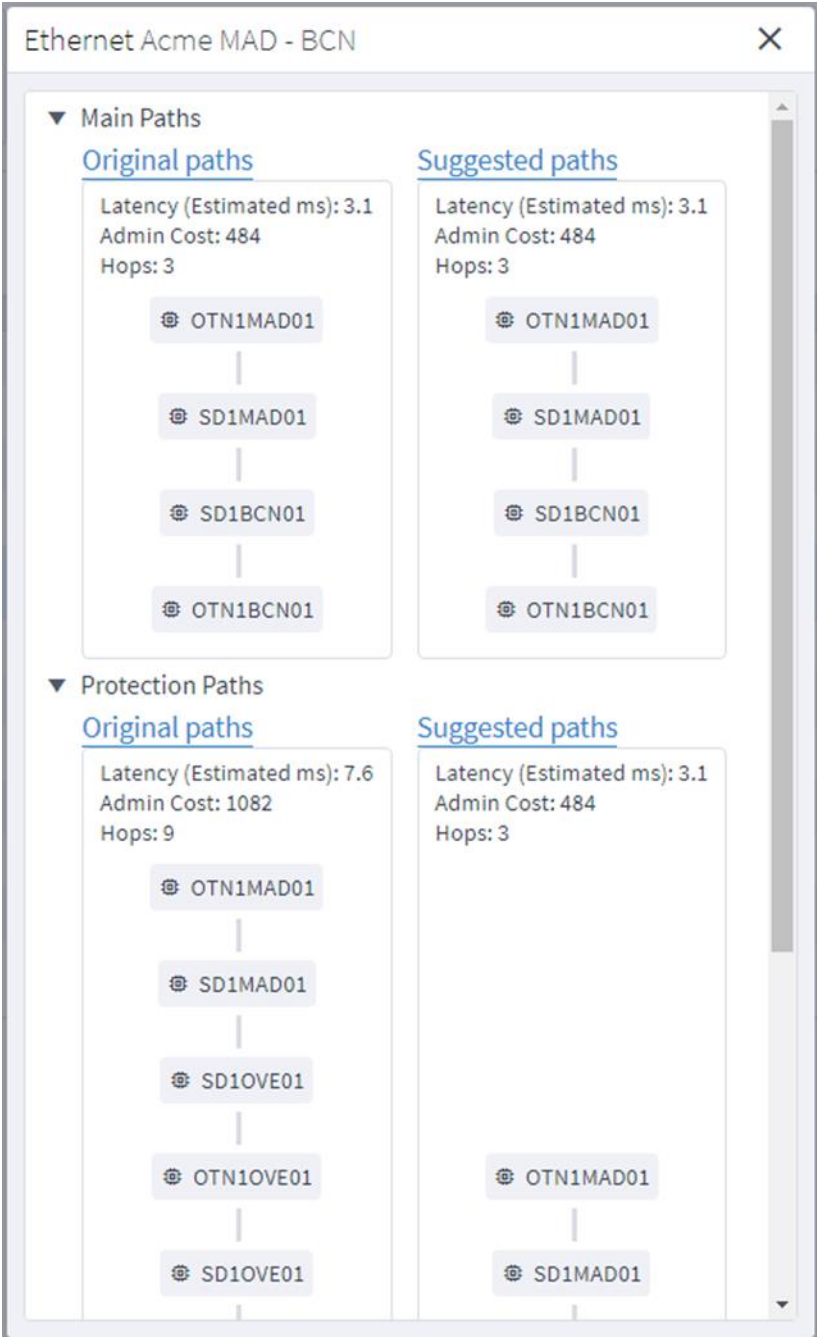 Ethernet Acme MAD - BCN
Main Paths
Original paths
Latency (Estimated ms): 3.1
Admin Cost: 484
Hops: 3
OTN1MAD01
SD1MAD01
SD1BCN01
OTN1BCN01
Suggested paths
Latency (Estimated ms): 3.1
Admin Cost: 484
Hops: 3
OTN1MAD01
SD1MAD01
SD1BCN01
OTN1BCN01
Protection Paths
Original paths
Latency (Estimated ms): 7.6
Admin Cost: 1082
Hops: 9
OTN1MAD01
SD1MAD01
SD1OVE01
OTN1OVE01
SD1OVE01
Suggested paths
Latency (Estimated ms): 3.1
Admin Cost: 484
Hops: 3
OTN1MAD01
SD1MAD01